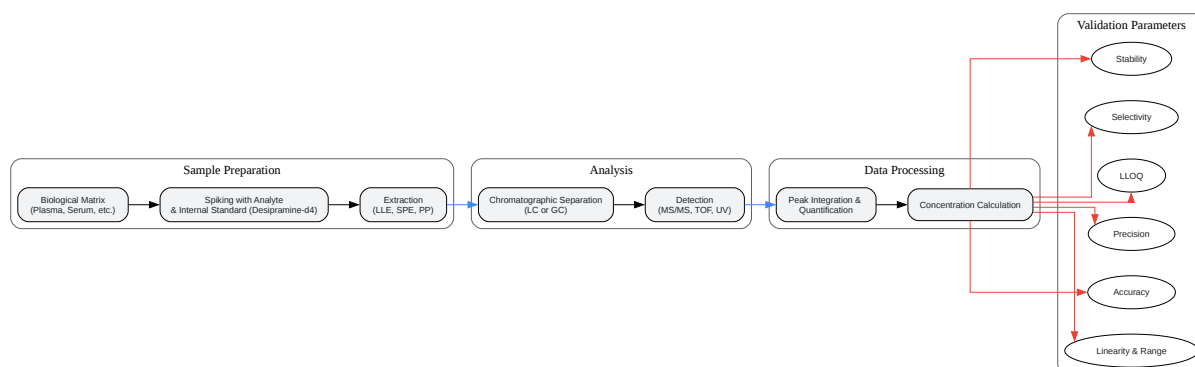 Sample Preparation
Biological Matrix
(Plasma, Serum, etc.)
Spiking with Analyte
& Internal Standard (Desipramine-d4)
Extraction
(LLE, SPE, PP)
Analysis
Chromatographic Separation
(LC or GC)
Detection
(MS/MS, TOF, UV)
Data Processing
Peak Integration &
Quantification
Concentration Calculation
Validation Parameters
Stability
Selectivity
LLOQ
Precision
Accuracy
Linearity & Range